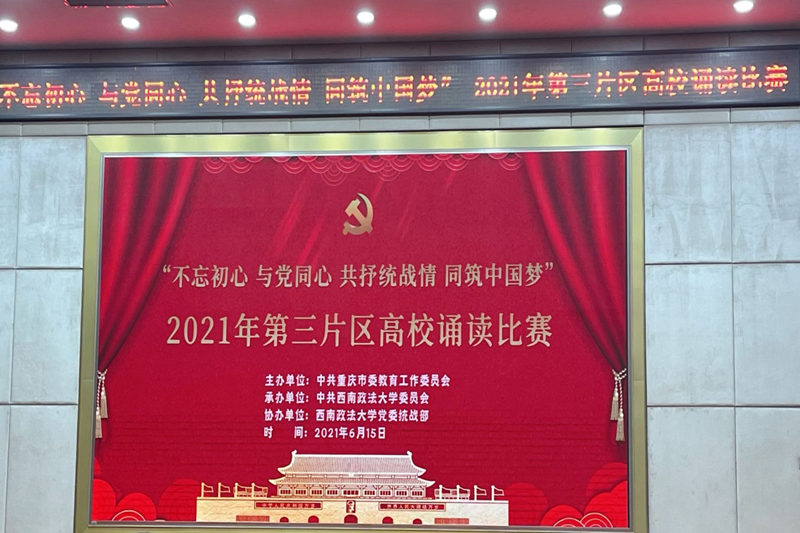 不忘初心 与党同心 共抒统战情 同筑中国梦” 2021年第三片区高校诵读比赛
“不忘初心 与党同心 共抒统战情 同筑中国梦”
2021年第三片区高校诵读比赛
主办单位：中共重庆市委教育工作委员会
承办单位：中共西南政法大学委员会
协办单位：西南政法大学党委统战部
时 间：2021年6月15日